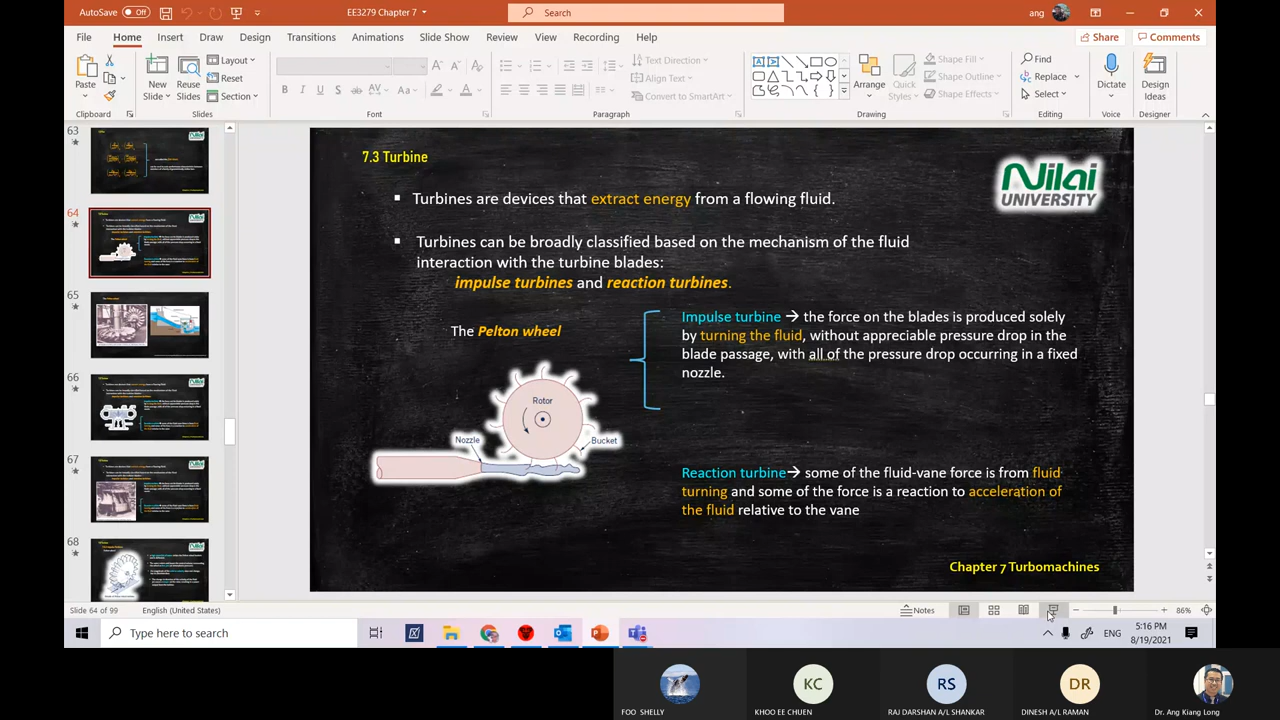 AutoSave Off
EE3279 Chapter 7
Search
ang
File Home Insert Draw Design Transitions Animations Slide Show Review View Recording Help
Share
Comments
Paste
New
Slide
Reuse
Slides
Layout
Reset
Section
Text Direction
Align Text
Convert to SmartArt
Arrange
Quick
Styles
Shape Fill
Shape Outline
Shape Effects
Find
Replace
Select
Dictate
Design
Ideas
Clipboard
Slides
Font
Paragraph
Drawing
Editing
Voice
Designer
63
64
65
66
67
68
7.3 Turbine
Nilai
UNIVERSITY
Turbines are devices that extract energy from a flowing fluid.
Turbines can be broadly classified based on the mechanism of the fluid
interaction with the turbine blades:
impulse turbines and reaction turbines.
The Pelton wheel
Rotor
Nozzle
Bucket
Impulse turbine → the force on the blades is produced solely
by turning the fluid, without appreciable pressure drop in the
blade passage, with all of the pressure drop occurring in a fixed
nozzle.
Reaction turbine→ some of the fluid-vane force is from fluid
turning and some of the force is a reaction to acceleration of
the fluid relative to the vane
Chapter 7 Turbomachines
Slide 64 of 99
English (United States)
Notes
86%
Type here to search
ENG
5:16 PM
8/19/2021
KC
RS
DR
FOO SHELLY
KHOO EE CHUEN
RAJ DARSHAN A/L SHANKAR
DINESH A/L RAMAN
Dr. Ang Kiang Long